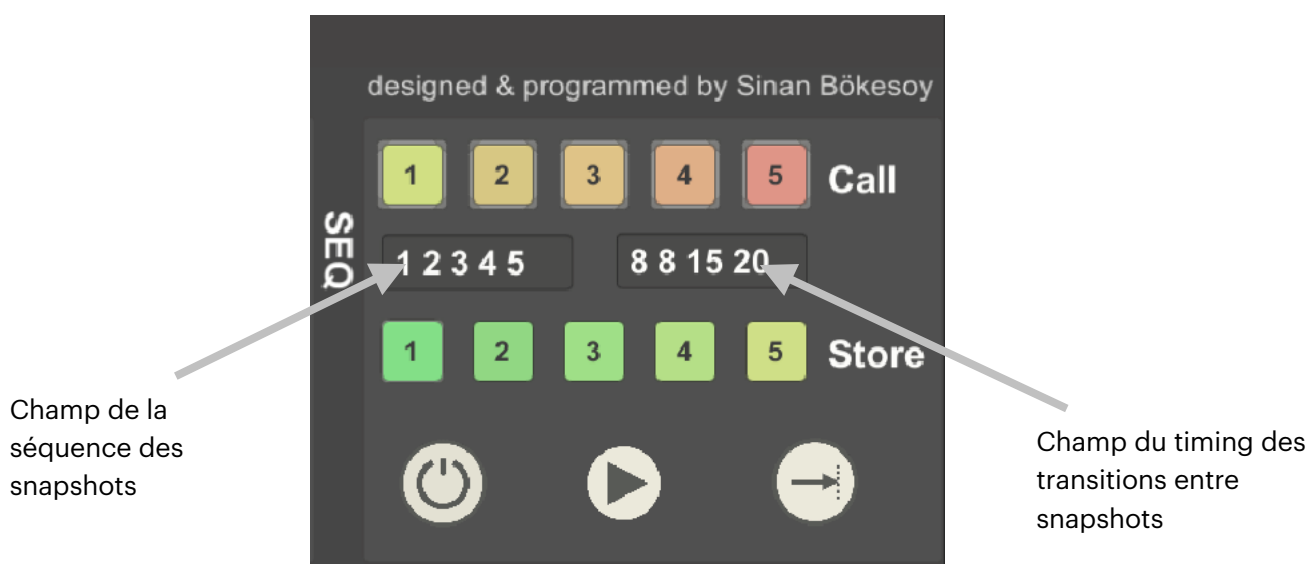 designed & programmed by Sinan Bökesoy
1 2 3 4 5 Call
SEQ
1 2 3 4 5 8 8 15 20
1 2 3 4 5 Store
Champ de la
séquence des
snapshots
Champ du timing des
transitions entre
snapshots